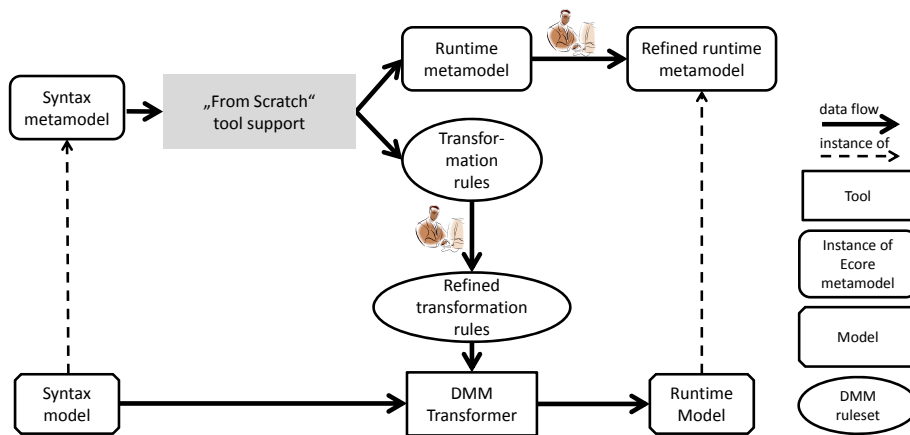 Runtime
metamodel
Refined runtime
metamodel
Syntax
metamodel
„From Scratch“
tool support
Transfor-
mation
rules
Refined
transformation
rules
Syntax
model
DMM
Transformer
Runtime
Model
data flow
instance of
Tool
Instance of
Ecore
metamodel
Model
DMM
ruleset